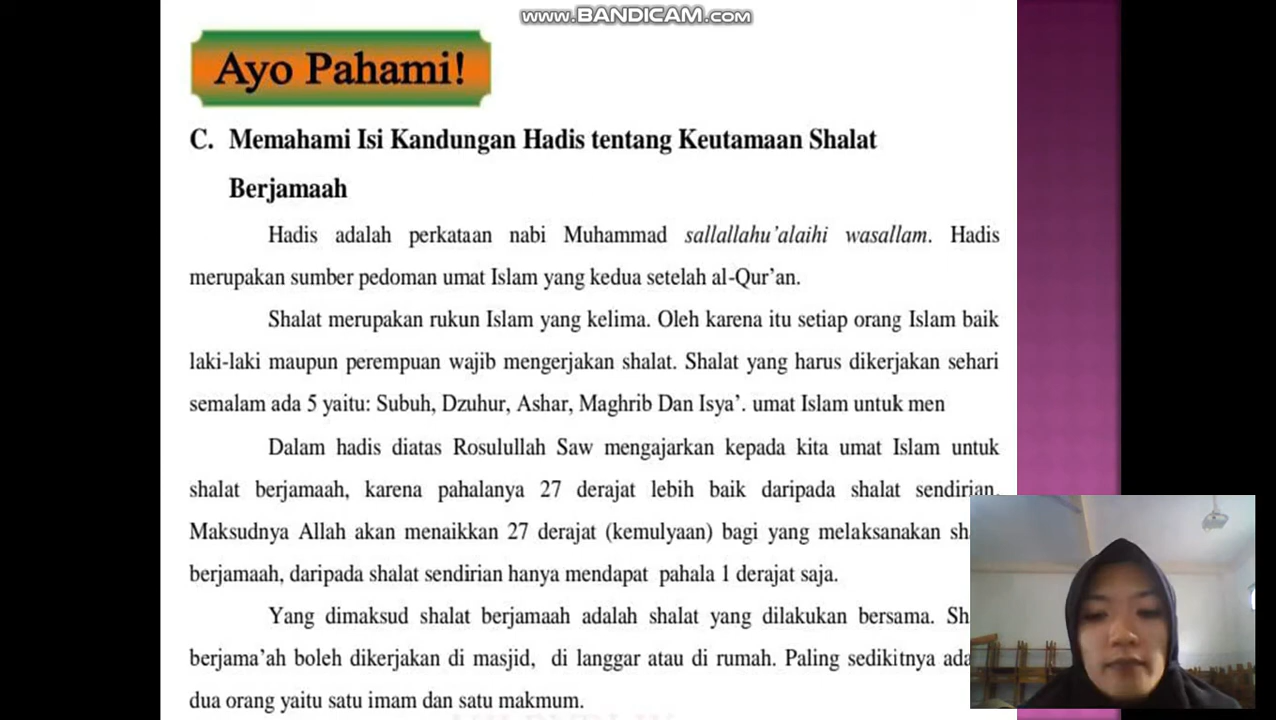 www.BANDICAM.com
Ayo Pahami!
C. Memahami Isi Kandungan Hadis tentang Keutamaan Shalat
Berjamaah
Hadis adalah perkataan nabi Muhammad sallallahu’alaihi wasallam. Hadis
merupakan sumber pedoman umat Islam yang kedua setelah al-Qur’an.
Shalat merupakan rukun Islam yang kelima. Oleh karena itu setiap orang Islam baik
laki-laki maupun perempuan wajib mengerjakan shalat. Shalat yang harus dikerjakan sehari
semalam ada 5 yaitu: Subuh, Dzuhur, Ashar, Maghrib Dan Isya’. umat Islam untuk men
Dalam hadis diatas Rosulullah Saw mengajarkan kepada kita umat Islam untuk
shalat berjamaah, karena pahalanya 27 derajat lebih baik daripada shalat sendirian.
Maksudnya Allah akan menaikkan 27 derajat (kemulyaan) bagi yang melaksanakan
berjamaah, daripada shalat sendirian hanya mendapat pahala 1 derajat saja.
Yang dimaksud shalat berjamaah adalah shalat yang dilakukan bersama.
berjama’ah boleh dikerjakan di masjid, di langgar atau di rumah. Paling sedikitnya
dua orang yaitu satu imam dan satu makmum.